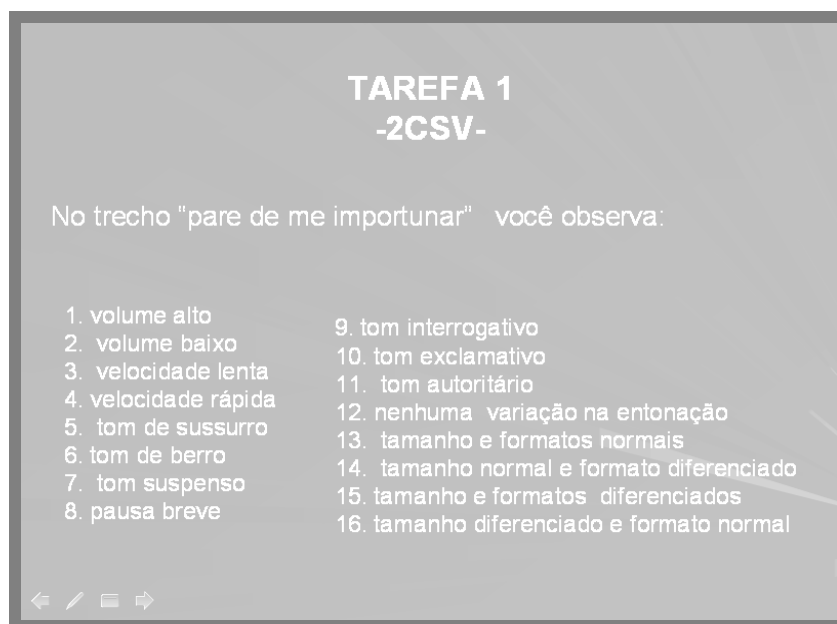 TAREFA 1
-2CSV-
No trecho "pare de me importunar" você observa:
1. volume alto
2. volume baixo
3. velocidade lenta
4. velocidade rápida
5. tom de sussurro
6. tom de berro
7. tom suspenso
8. pausa breve
9. tom interrogativo
10. tom exclamativo
11. tom autoritário
12. nenhuma variação na entonação
13. tamanho e formatos normais
14. tamanho normal e formato diferenciado
15. tamanho e formatos diferenciados
16. tamanho diferenciado e formato normal